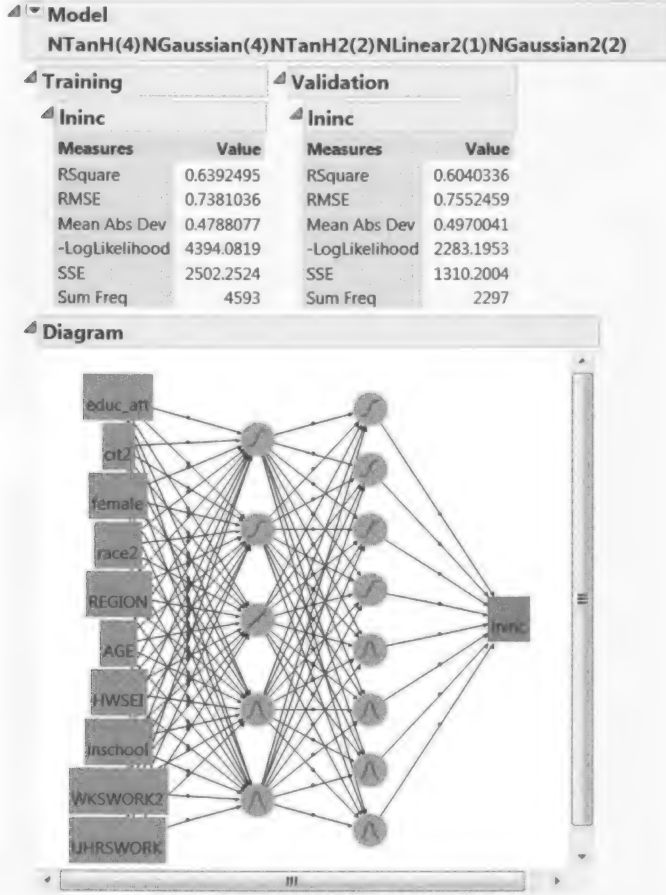 Model
NTanH(4)NGaussian(4)NTanH2(2)NLinear2(1)NGaussian2(2)
Training
lninc
Measures Value
RSquare 0.6392495
RMSE 0.7381036
Mean Abs Dev 0.4788077
-LogLikelihood 4394.0819
SSE 2502.2524
Sum Freq 4593
Validation
lninc
Measures Value
RSquare 0.6040336
RMSE 0.7552459
Mean Abs Dev 0.4970041
-LogLikelihood 2283.1953
SSE 1310.2004
Sum Freq 2297
Diagram
educ_att
cit2
female
race2
REGION
AGE
HWSEI
inschool
WKSWORK2
UHRSWORK
lninc